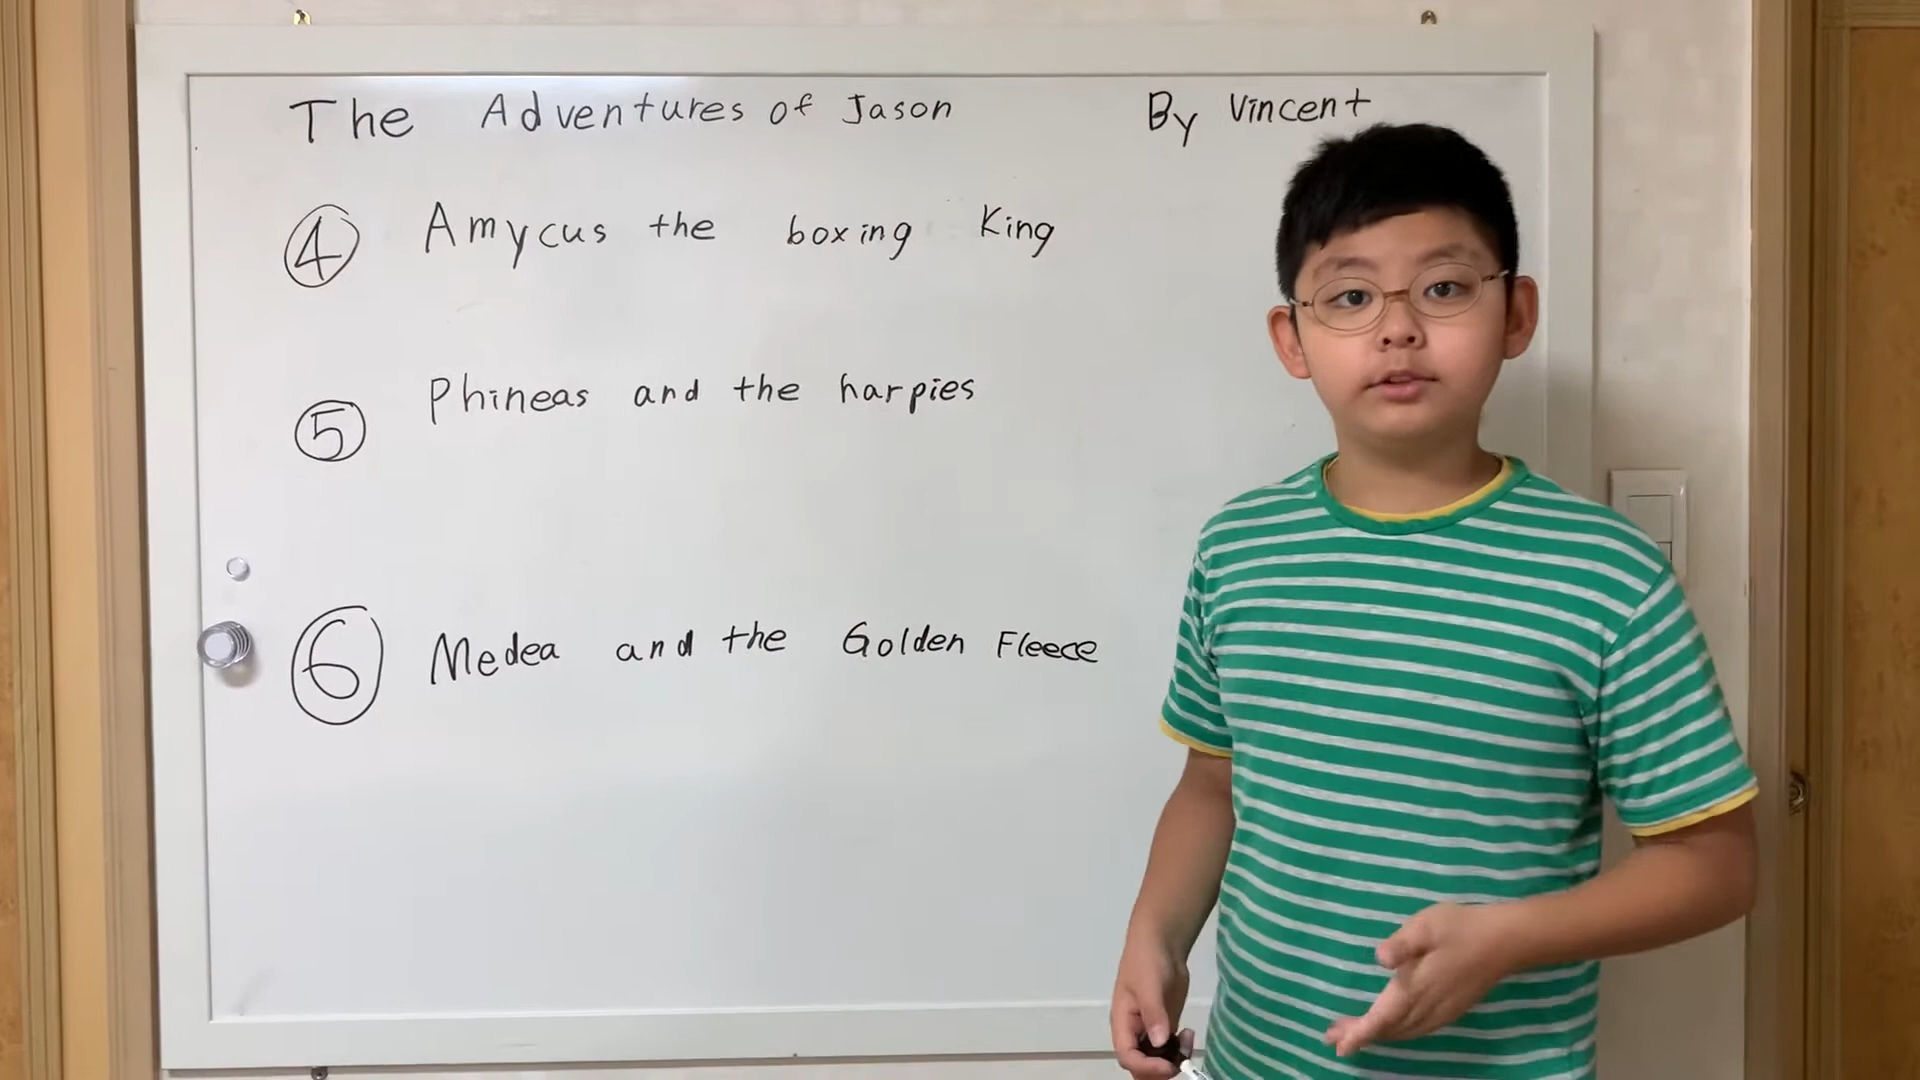 The Adventures of Jason By Vincent
④ Amycus the boxing King
⑤ Phineas and the harpies
⑥ Medea and the Golden Fleece